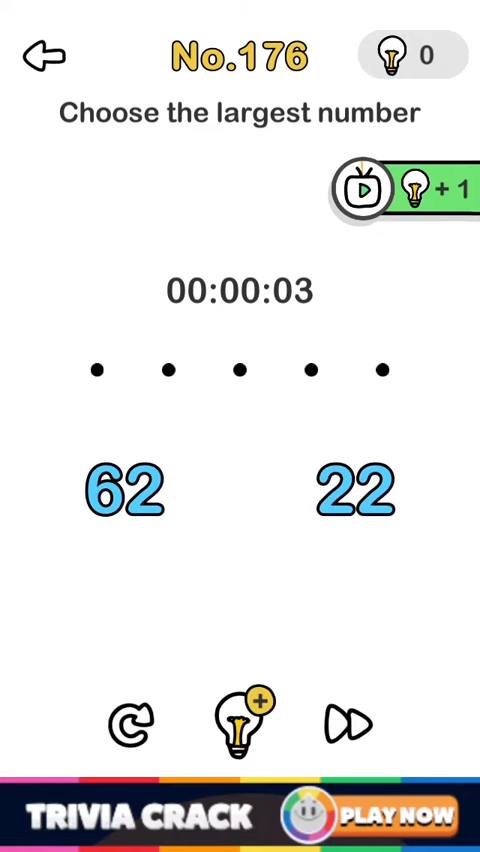 No.176
0
Choose the largest number
+ 1
00:00:03
62 22
TRIVIA CRACK PLAY NOW